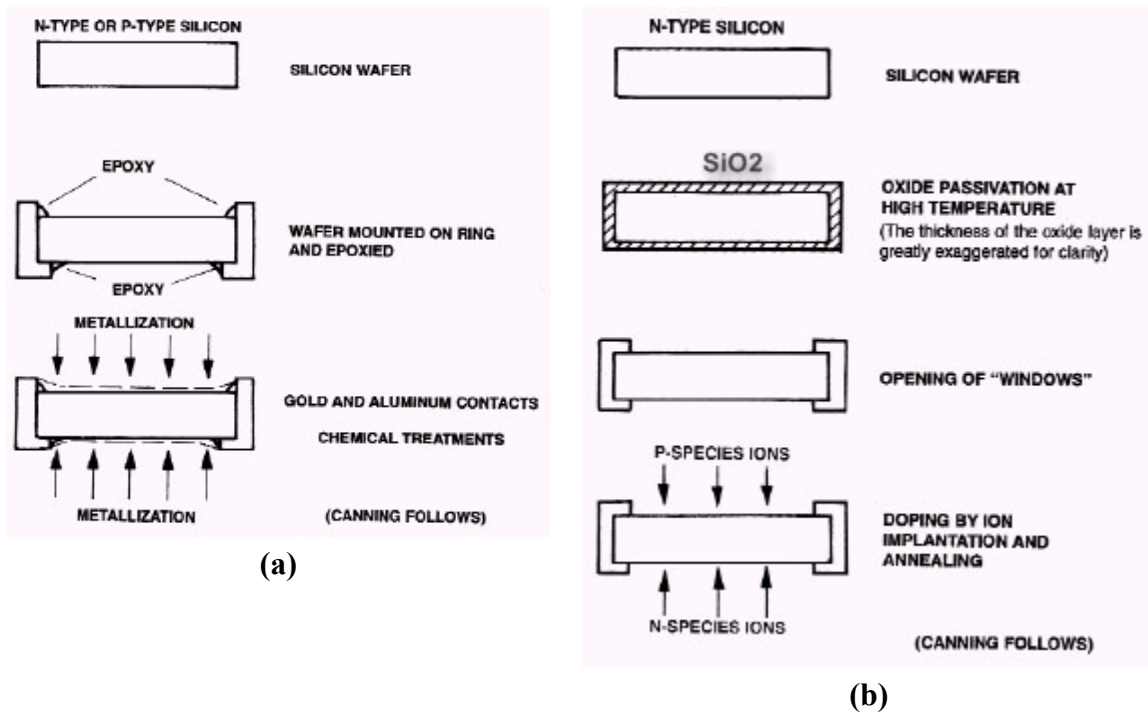 N-TYPE OR P-TYPE SILICON
SILICON WAFER
EPOXY
WAFER MOUNTED ON RING
AND EPOXIED
EPOXY
METALLIZATION
GOLD AND ALUMINUM CONTACTS
CHEMICAL TREATMENTS
METALLIZATION
(CANNING FOLLOWS)
(a)
N-TYPE SILICON
SILICON WAFER
SiO2
OXIDE PASSIVATION AT
HIGH TEMPERATURE
(The thickness of the oxide layer is
greatly exaggerated for clarity)
OPENING OF “WINDOWS”
P-SPECIES IONS
DOPING BY ION
IMPLANTATION AND
ANNEALING
N-SPECIES IONS
(CANNING FOLLOWS)
(b)